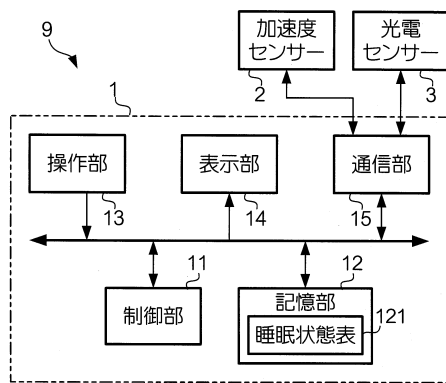 9
加速度
センサー
2
光電
センサー
3
1
操作部
13
表示部
14
通信部
15
11
制御部
12
記憶部
睡眠状態表
121